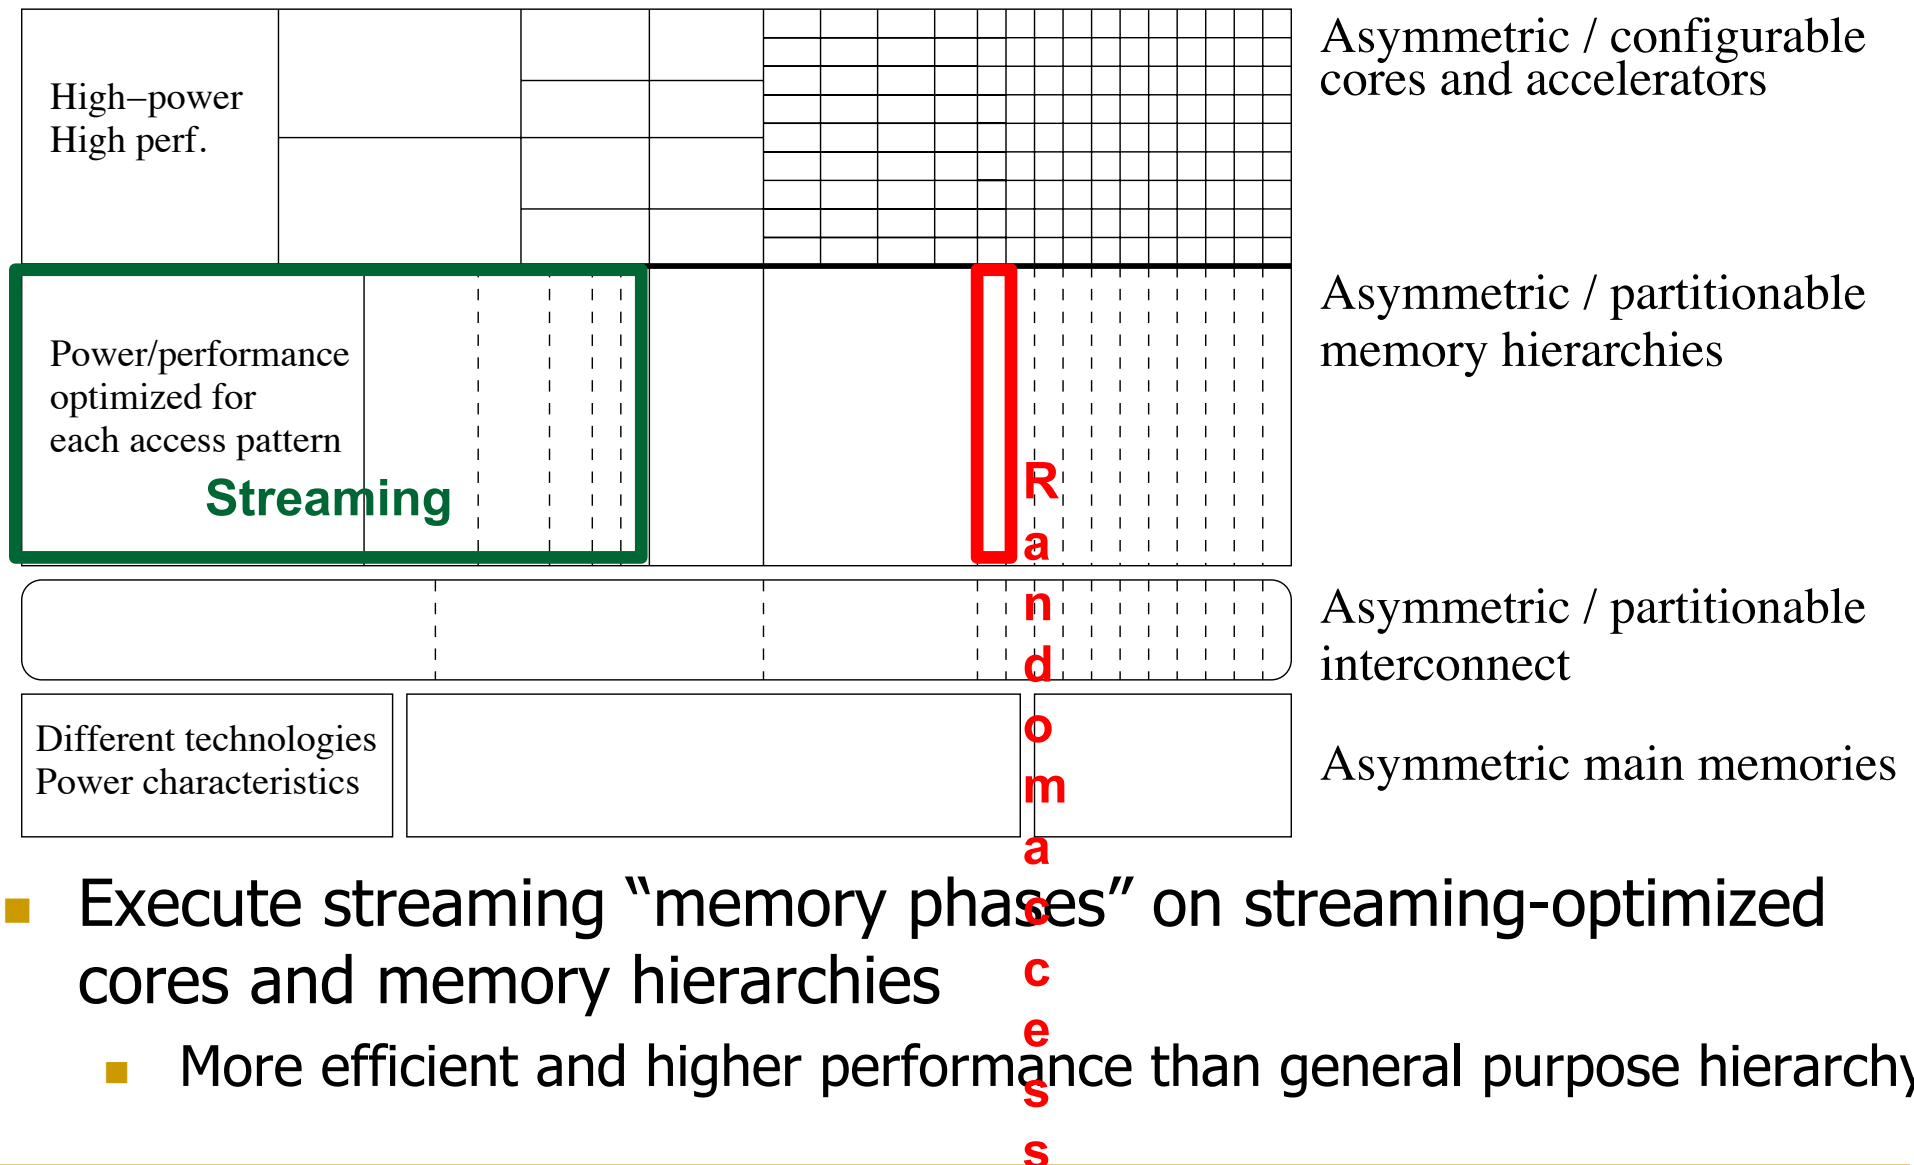 High–power
High perf.
Asymmetric / configurable
cores and accelerators
Power/performance
optimized for
each access pattern
Streaming
Asymmetric / partitionable
memory hierarchies
Random access
Asymmetric / partitionable
interconnect
Different technologies
Power characteristics
Asymmetric main memories
Execute streaming “memory phases” on streaming-optimized
cores and memory hierarchies
More efficient and higher performance than general purpose hierarchy